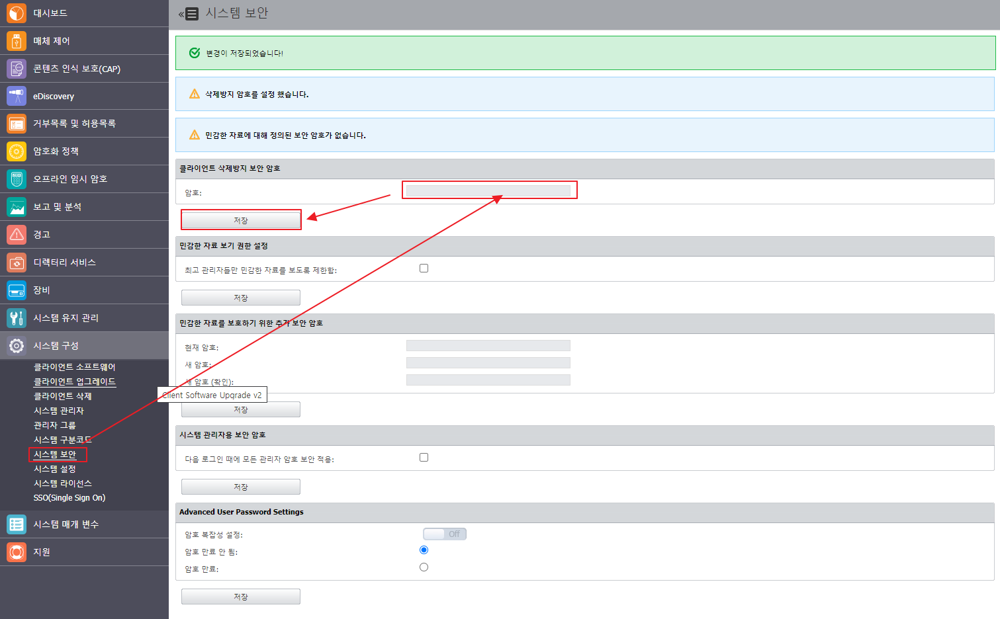 대시보드
매체 제어
콘텐츠 인식 보호(CAP)
eDiscovery
거부목록 및 허용목록
암호화 정책
오프라인 임시 암호
보고 및 분석
경고
디렉터리 서비스
장비
시스템 유지 관리
시스템 구성
클라이언트 소프트웨어
클라이언트 업그레이드
클라이언트 삭제
시스템 관리자
관리자 그룹
시스템 구분코드
시스템 보안
시스템 설정
시스템 라이선스
SSO(Single Sign On)
시스템 매개 변수
지원
시스템 보안
변경이 저장되었습니다!
삭제방지 암호를 설정 했습니다.
민감한 자료에 대해 정의된 보안 암호가 없습니다.
클라이언트 삭제방지 보안 암호
암호:
저장
민감한 자료 보기 권한 설정
최고 관리자들만 민감한 자료를 보도록 제한함:
저장
민감한 자료를 보호하기 위한 추가 보안 암호
현재 암호:
새 암호:
새 암호 (확인):
Client Software Upgrade v2
저장
시스템 관리자용 보안 암호
다음 로그인 때에 모든 관리자 암호 보안 적용:
저장
Advanced User Password Settings
암호 복잡성 설정:
Off
암호 만료 안 됨:
암호 만료:
저장